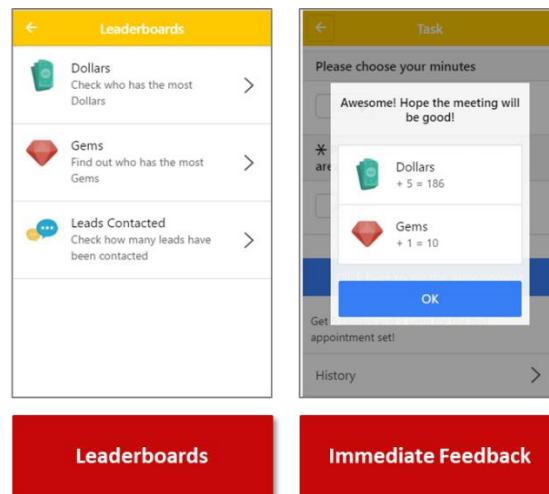 Leaderboards
Dollars
Check who has the most
Dollars
Gems
Find out who has the most
Gems
Leads Contacted
Check how many leads have
been contacted
Leaderboards
Task
Please choose your minutes
Awesome! Hope the meeting will
be good!
*
are
Dollars
+ 5 = 186
Gems
+ 1 = 10
OK
Get
appointment set!
History
Immediate Feedback